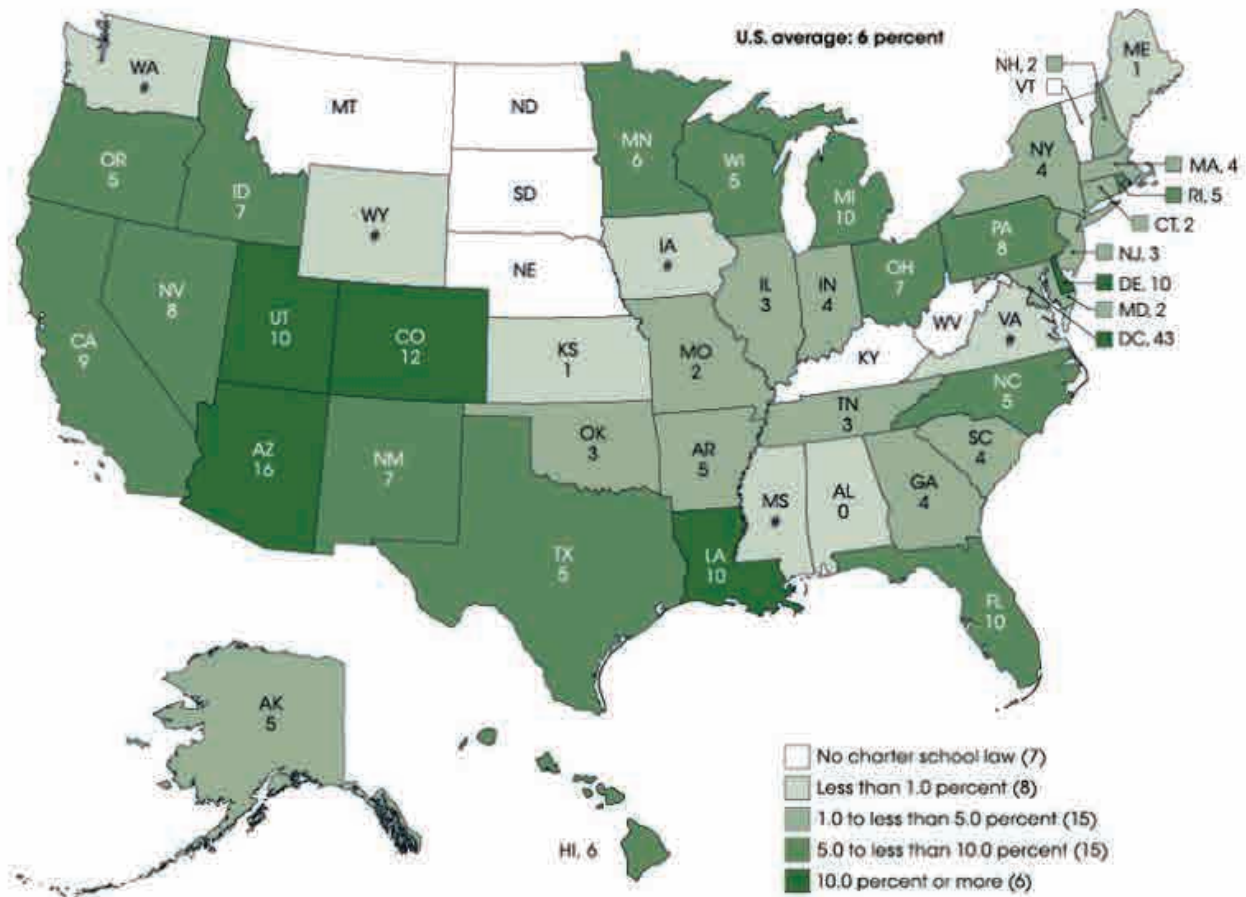 U.S. average: 6 percent
WA
#
MT
ND
MN
6
ME
1
NH, 2
VT
OR
5
ID
7
SD
WI
5
MI
10
NY
4
MA, 4
RI, 5
CT, 2
WY
#
NE
IA
#
PA
8
NJ, 3
DE, 10
MD, 2
DC, 43
NV
8
UT
10
CO
12
IL
3
IN
4
OH
7
WV
VA
#
CA
9
KS
1
MO
2
KY
NC
5
TN
3
AZ
16
NM
7
OK
3
AR
5
SC
4
MS
#
AL
0
GA
4
TX
5
LA
10
FL
10
AK
5
HI, 6
No charter school law (7)
Less than 1.0 percent (8)
1.0 to less than 5.0 percent (15)
5.0 to less than 10.0 percent (15)
10.0 percent or more (6)